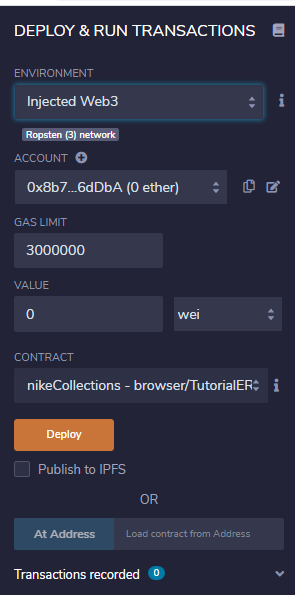 DEPLOY & RUN TRANSACTIONS
ENVIRONMENT
Injected Web3
Ropsten (3) network
ACCOUNT
0x8b7...6dDbA (0 ether)
GAS LIMIT
3000000
VALUE
0 wei
CONTRACT
nikeCollections - browser/TutorialER
Deploy
Publish to IPFS
OR
At Address Load contract from Address
Transactions recorded 0